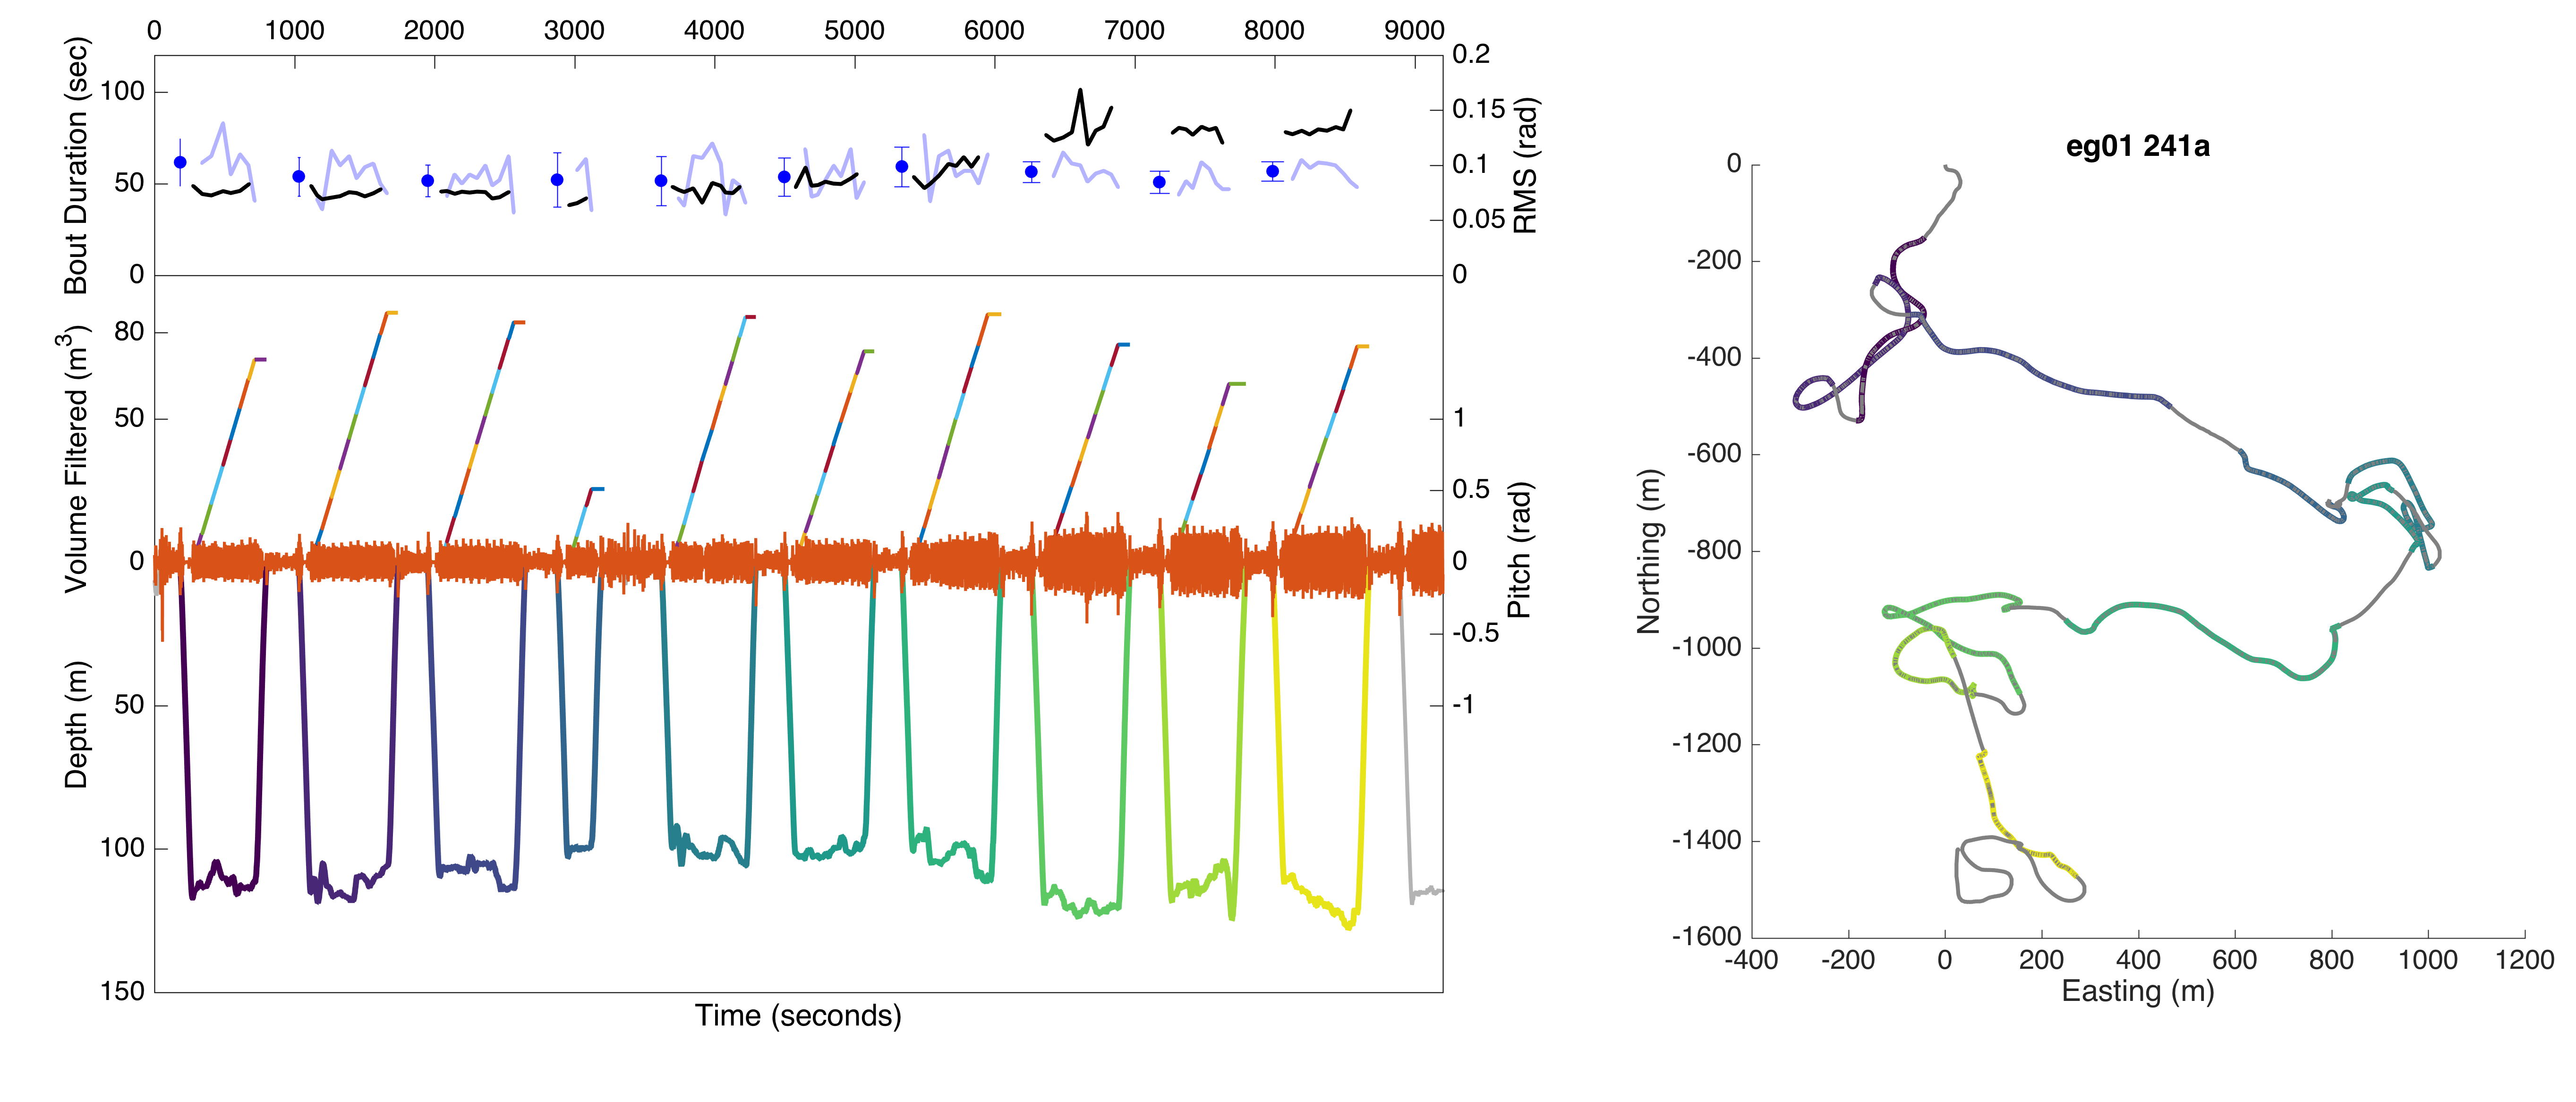 0 1000 2000 3000 4000 5000 6000 7000 8000 9000
Bout Duration (sec)
100
50
0
0.2
0.15
0.1
0.05
0
RMS (rad)
Volume Filtered (m3)
80
50
0
1
0.5
0
-0.5
-1
Pitch (rad)
Depth (m)
50
100
150
Time (seconds)
eg01 241a
Northing (m)
0
-200
-400
-600
-800
-1000
-1200
-1400
-1600
-400 -200 0 200 400 600 800 1000 1200
Easting (m)